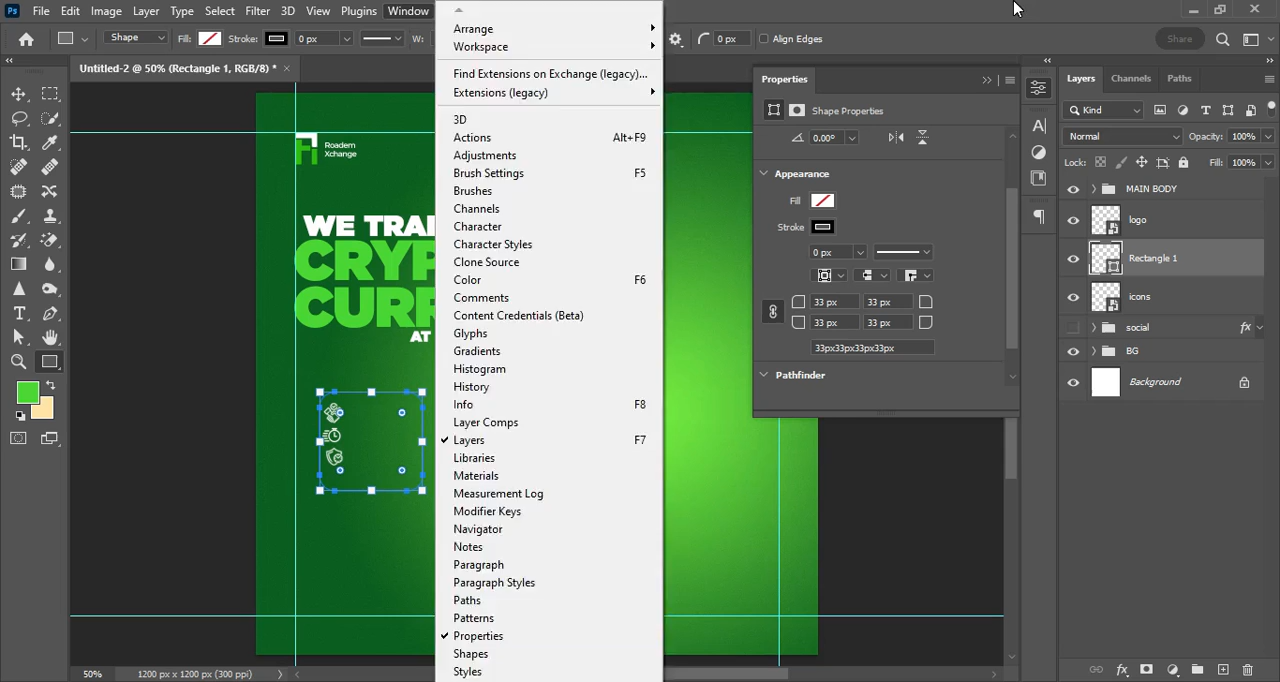 Ps File Edit Image Layer Type Select Filter 3D View Plugins Window
Shape Fill: Stroke: 0 px W: 0 px Align Edges Share
Untitled-2 @ 50% (Rectangle 1, RGB/8) *
Arrange
Workspace
Find Extensions on Exchange (legacy)...
Extensions (legacy)
3D
Actions Alt+F9
Adjustments
Brush Settings F5
Brushes
Channels
Character
Character Styles
Clone Source
Color F6
Comments
Content Credentials (Beta)
Glyphs
Gradients
Histogram
History
Info F8
Layer Comps
Layers F7
Libraries
Materials
Measurement Log
Modifier Keys
Navigator
Notes
Paragraph
Paragraph Styles
Paths
Patterns
Properties
Shapes
Styles
Roadem
Xchange
WE TRA
CRYP
CURR
AT
Properties
Shape Properties
0.00°
Appearance
Fill
Stroke
0 px
33 px 33 px
33 px 33 px
33px33px33px33px
Pathfinder
Layers Channels Paths
Kind
Normal Opacity: 100%
Lock: Fill: 100%
MAIN BODY
logo
Rectangle 1
icons
social fx
BG
Background
fx
50% 1200 px x 1200 px (300 ppi)